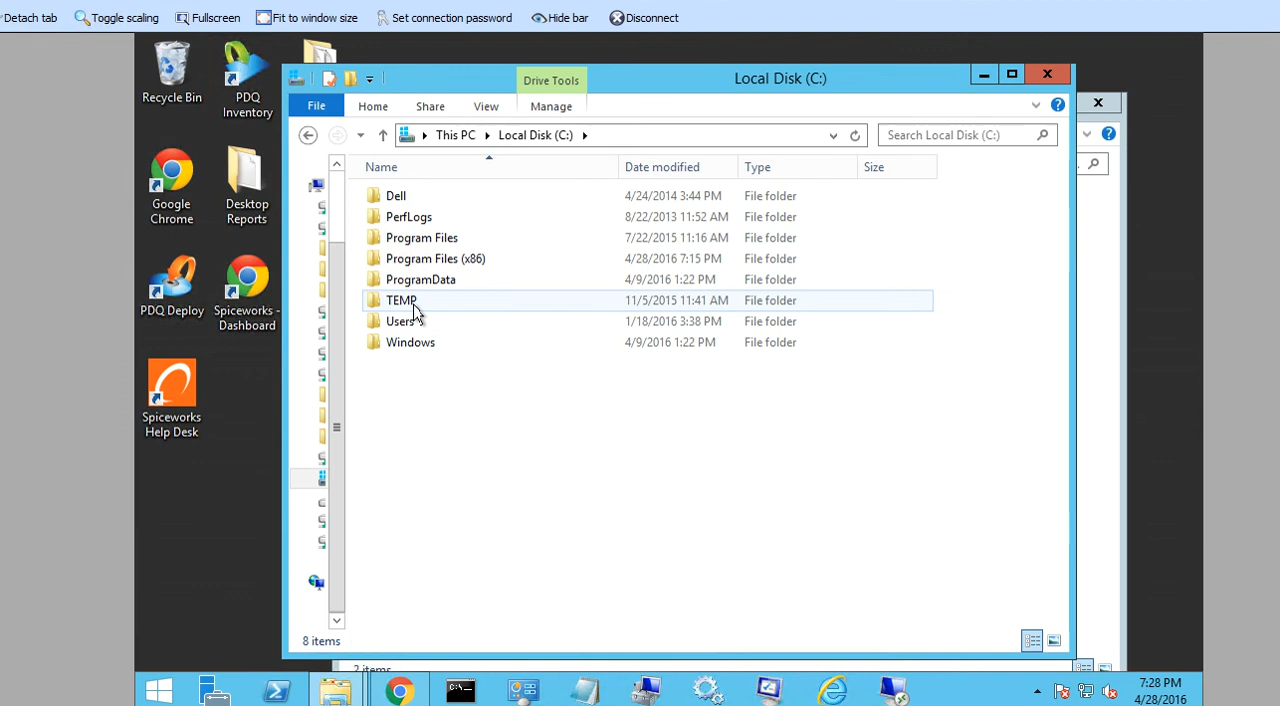 Detach tab Toggle scaling Fullscreen Fit to window size Set connection password Hide bar Disconnect
Recycle Bin
PDQ Inventory
Google Chrome
Desktop Reports
PDQ Deploy
Spiceworks - Dashboard
Spiceworks Help Desk
Drive Tools
Local Disk (C:)
File Home Share View Manage
This PC Local Disk (C:)
Search Local Disk (C:)
Name Date modified Type Size
Dell 4/24/2014 3:44 PM File folder
PerfLogs 8/22/2013 11:52 AM File folder
Program Files 7/22/2015 11:16 AM File folder
Program Files (x86) 4/28/2016 7:15 PM File folder
ProgramData 4/9/2016 1:22 PM File folder
TEMP 11/5/2015 11:41 AM File folder
Users 1/18/2016 3:38 PM File folder
Windows 4/9/2016 1:22 PM File folder
8 items
2 items
7:28 PM
4/28/2016